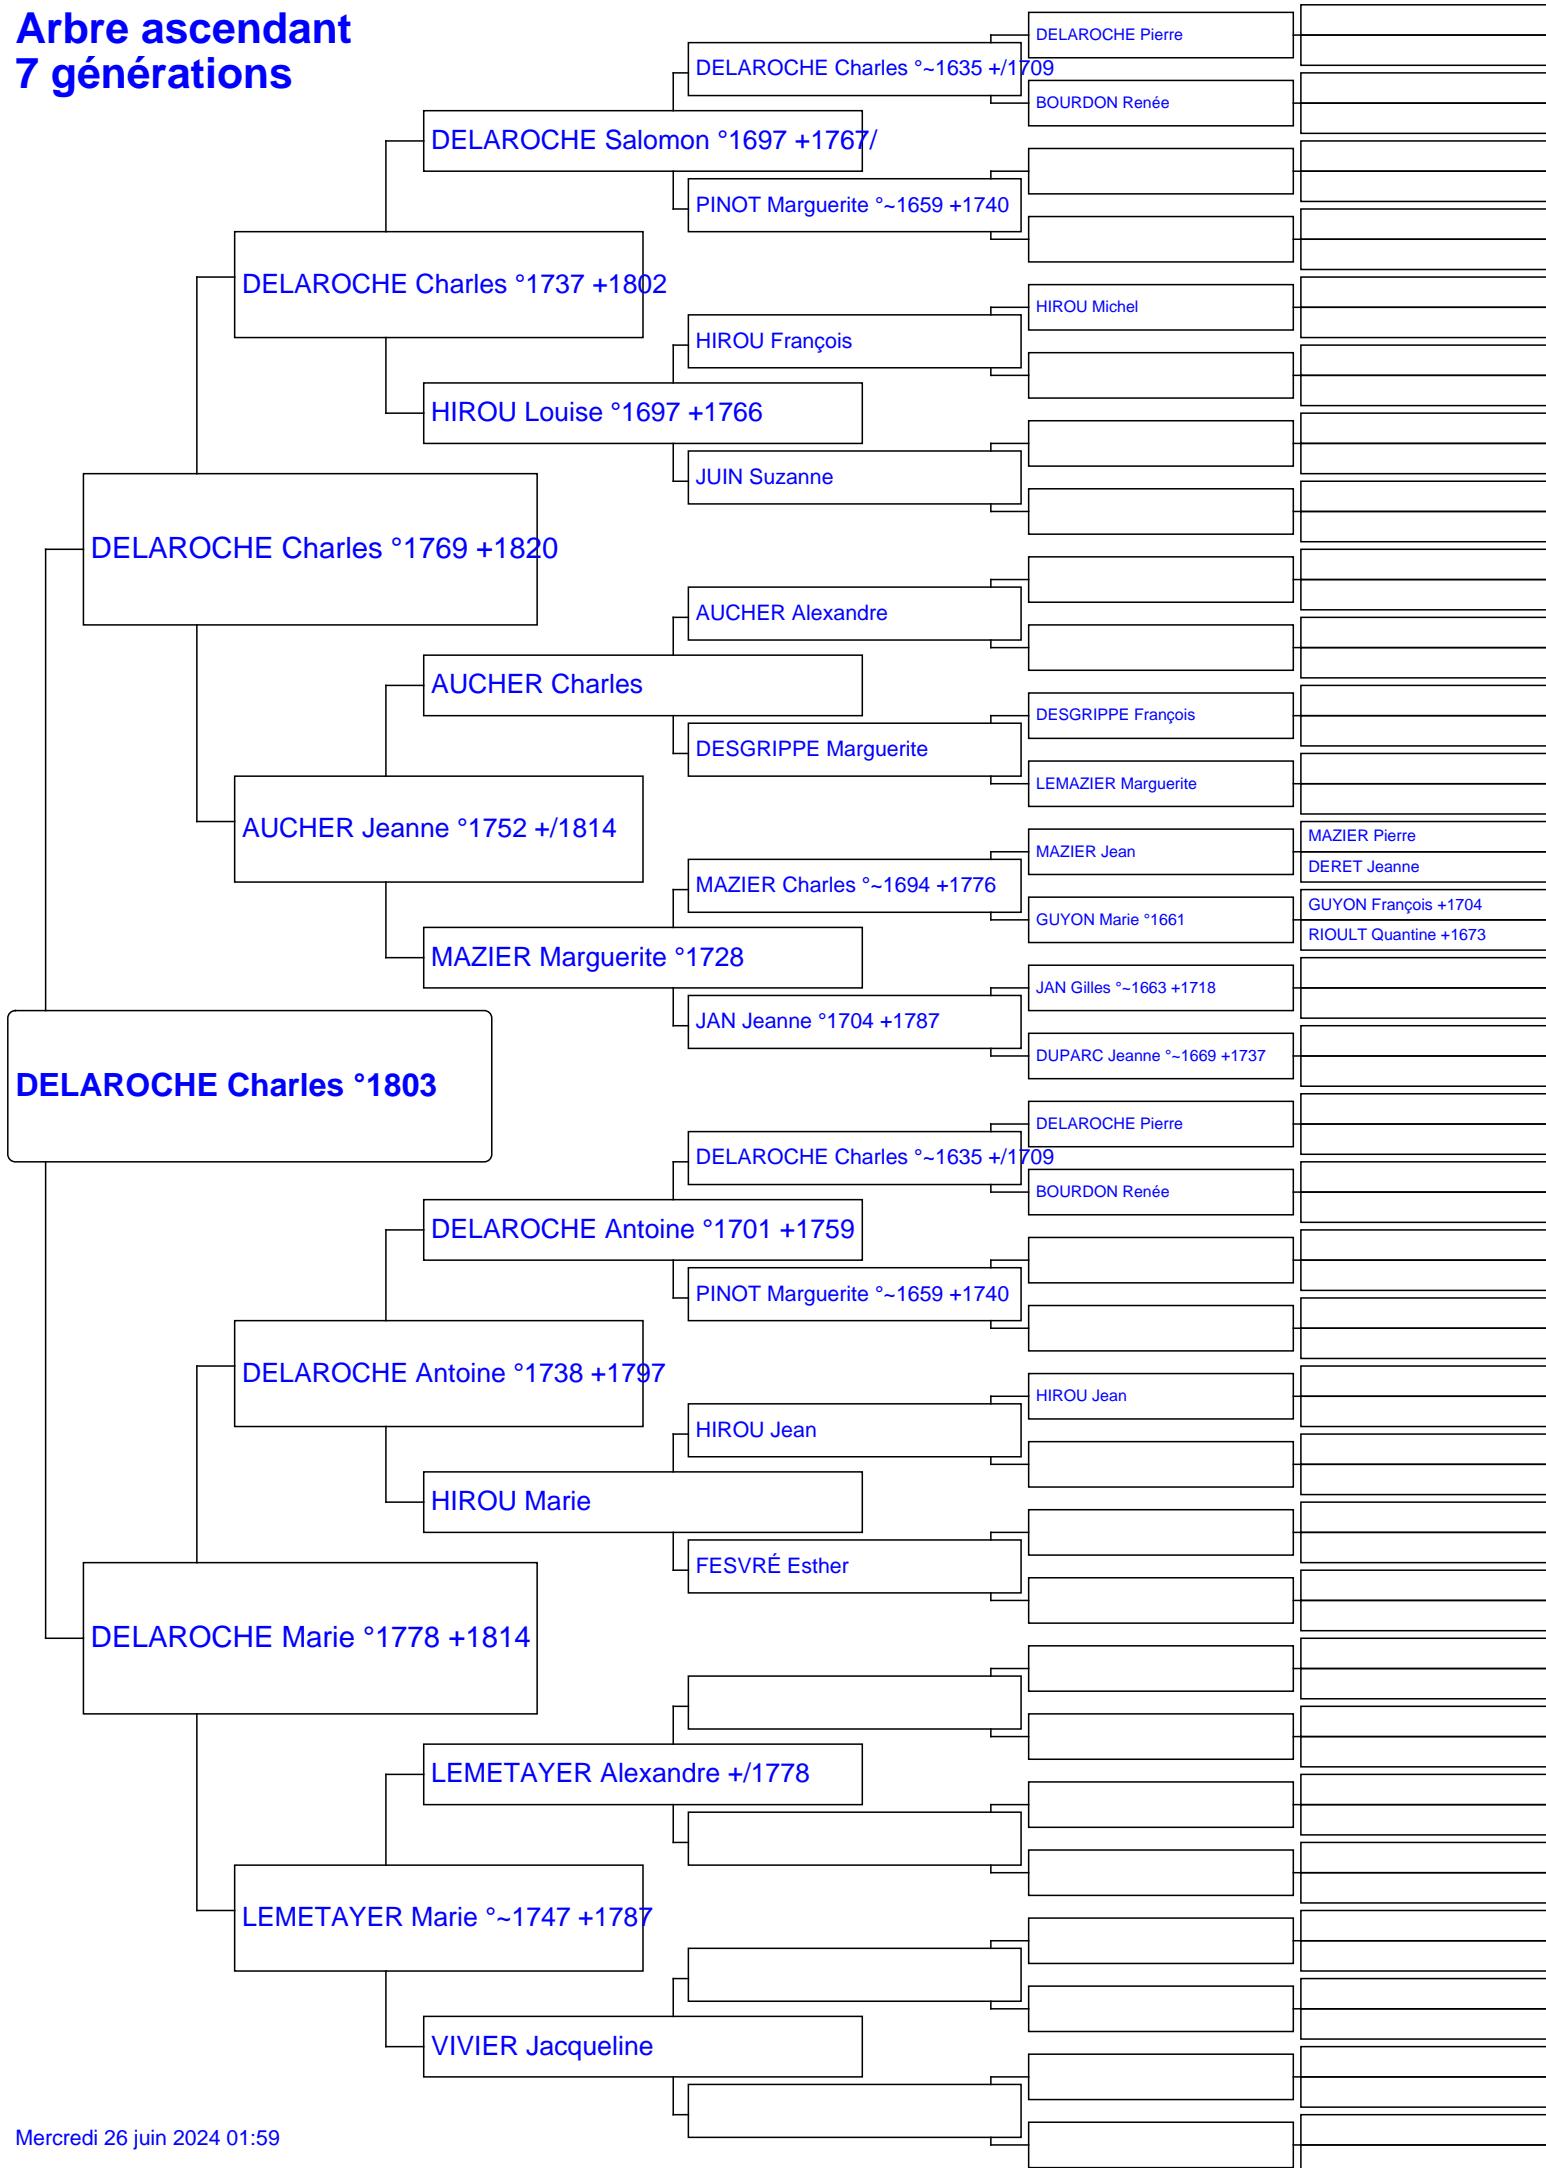 Arbre ascendant
7 générations
DELAROCHE Pierre
DELAROCHE Charles °~1635 +/1709
BOURDON Renée
DELAROCHE Salomon °1697 +1767/
PINOT Marguerite °~1659 +1740
DELAROCHE Charles °1737 +1802
HIROU Michel
HIROU François
HIROU Louise °1697 +1766
JUIN Suzanne
DELAROCHE Charles °1769 +1820
AUCHER Alexandre
AUCHER Charles
DESGRIPPE François
DESGRIPPE Marguerite
LEMAZIER Marguerite
AUCHER Jeanne °1752 +/1814
MAZIER Pierre
MAZIER Jean
DERET Jeanne
MAZIER Charles °~1694 +1776
GUYON François +1704
GUYON Marie °1661
RIOULT Quantine +1673
MAZIER Marguerite °1728
JAN Gilles °~1663 +1718
JAN Jeanne °1704 +1787
DUPARC Jeanne °~1669 +1737
DELAROCHE Charles °1803
DELAROCHE Pierre
DELAROCHE Charles °~1635 +/1709
BOURDON Renée
DELAROCHE Antoine °1701 +1759
PINOT Marguerite °~1659 +1740
DELAROCHE Antoine °1738 +1797
HIROU Jean
HIROU Jean
HIROU Marie
FESVRÉ Esther
DELAROCHE Marie °1778 +1814
LEMETAYER Alexandre +/1778
LEMETAYER Marie °~1747 +1787
VIVIER Jacqueline
Mercredi 26 juin 2024 01:59